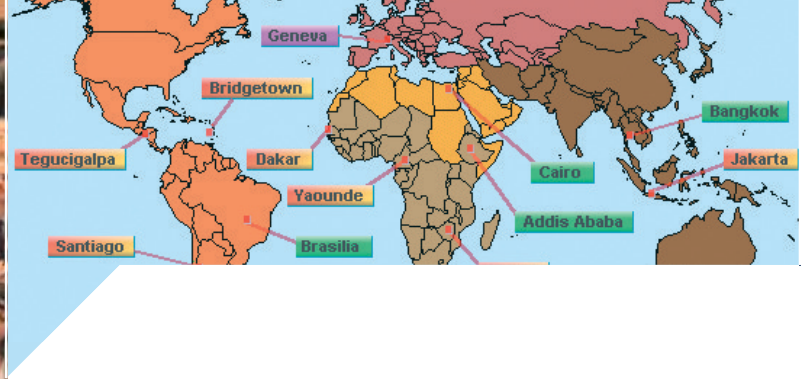 Geneva
Bridgetown
Bangkok
Tegucigalpa
Dakar
Jakarta
Cairo
Yaounde
Addis Ababa
Santiago
Brasilia